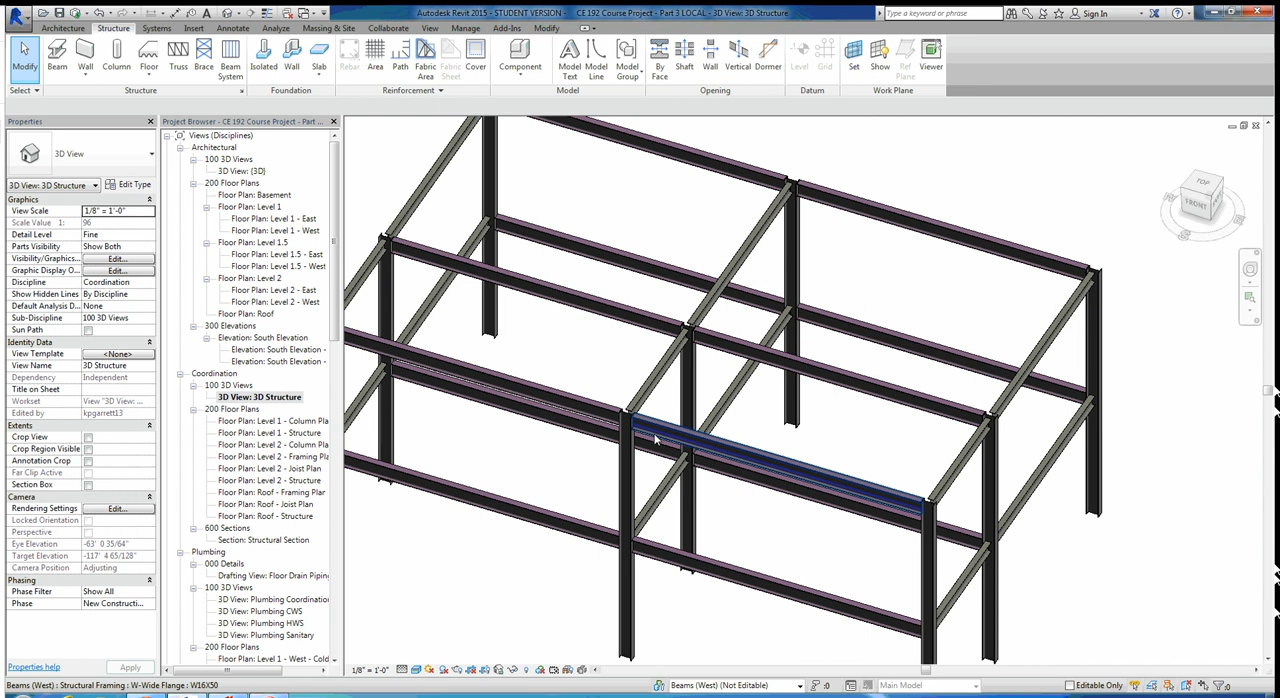 Autodesk Revit 2015 - STUDENT VERSION - CE 192 Course Project - Part 3 LOCAL - 3D View: 3D Structure
Type a keyword or phrase
Sign In
Architecture Structure Systems Insert Annotate Analyze Massing & Site Collaborate View Manage Add-Ins Modify
Modify Beam Wall Column Floor Truss Brace Beam System Isolated Wall Slab Rebar Area Path Fabric Area Fabric Sheet Cover Component Model Text Model Line Model Group By Face Shaft Wall Vertical Dormer Level Grid Set Show Ref Plane Viewer
Select Structure Foundation Reinforcement Model Opening Datum Work Plane
Properties
3D View
3D View: 3D Structure Edit Type
Graphics
View Scale 1/8" = 1'-0"
Scale Value 1: 96
Detail Level Fine
Parts Visibility Show Both
Visibility/Graphics... Edit...
Graphic Display O... Edit...
Discipline Coordination
Show Hidden Lines By Discipline
Default Analysis D... None
Sub-Discipline 100 3D Views
Sun Path
Identity Data
View Template <None>
View Name 3D Structure
Dependency Independent
Title on Sheet
Workset View "3D View: ...
Edited by kpgarrett13
Extents
Crop View
Crop Region Visible
Annotation Crop
Far Clip Active
Section Box
Camera
Rendering Settings Edit...
Locked Orientation
Perspective
Eye Elevation -63' 0 35/64"
Target Elevation -117' 4 65/128"
Camera Position Adjusting
Phasing
Phase Filter Show All
Phase New Constructi...
Properties help Apply
Project Browser - CE 192 Course Project - Part ...
Views (Disciplines)
Architectural
100 3D Views
3D View: {3D}
200 Floor Plans
Floor Plan: Basement
Floor Plan: Level 1
Floor Plan: Level 1 - East
Floor Plan: Level 1 - West
Floor Plan: Level 1.5
Floor Plan: Level 1.5 - East
Floor Plan: Level 1.5 - West
Floor Plan: Level 2
Floor Plan: Level 2 - East
Floor Plan: Level 2 - West
Floor Plan: Roof
300 Elevations
Elevation: South Elevation
Elevation: South Elevation -
Elevation: South Elevation -
Coordination
100 3D Views
3D View: 3D Structure
200 Floor Plans
Floor Plan: Level 1 - Column Pla
Floor Plan: Level 1 - Structure
Floor Plan: Level 2 - Column Pla
Floor Plan: Level 2 - Framing Pl
Floor Plan: Level 2 - Joist Plan
Floor Plan: Level 2 - Structure
Floor Plan: Roof - Framing Plar
Floor Plan: Roof - Joist Plan
Floor Plan: Roof - Structure
600 Sections
Section: Structural Section
Plumbing
000 Details
Drafting View: Floor Drain Piping
100 3D Views
3D View: Plumbing Coordination
3D View: Plumbing CWS
3D View: Plumbing HWS
3D View: Plumbing Sanitary
200 Floor Plans
Floor Plan: Level 1 - West - Cold
TOP
FRONT
1/8" = 1'-0"
Beams (West) : Structural Framing : W-Wide Flange : W16X50
Beams (West) (Not Editable) :0 Main Model Editable Only :0